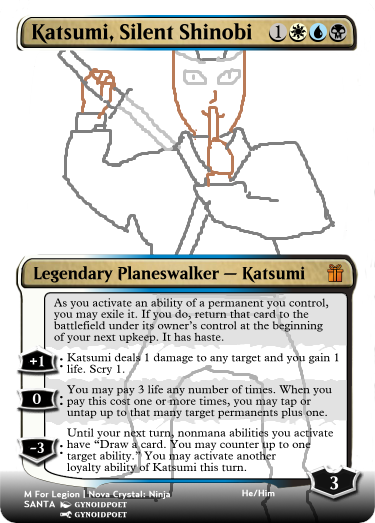 Katsumi, Silent Shinobi 1
Legendary Planeswalker — Katsumi
As you activate an ability of a permanent you control,
you may exile it. If you do, return that card to the
battlefield under its owner's control at the beginning
of your next upkeep. It has haste.
+1 : Katsumi deals 1 damage to any target and you gain 1
life. Scry 1.
0 : You may pay 3 life any number of times. When you
pay this cost one or more times, you may tap or
untap up to that many target permanents plus one.
-3 : Until your next turn, nonmana abilities you activate
have "Draw a card. You may counter up to one
target ability." You may activate another
loyalty ability of Katsumi this turn.
3
M For Legion | Nova Crystal: Ninja He/Him
SANTA GYNOIDPOET
GYNOIDPOET